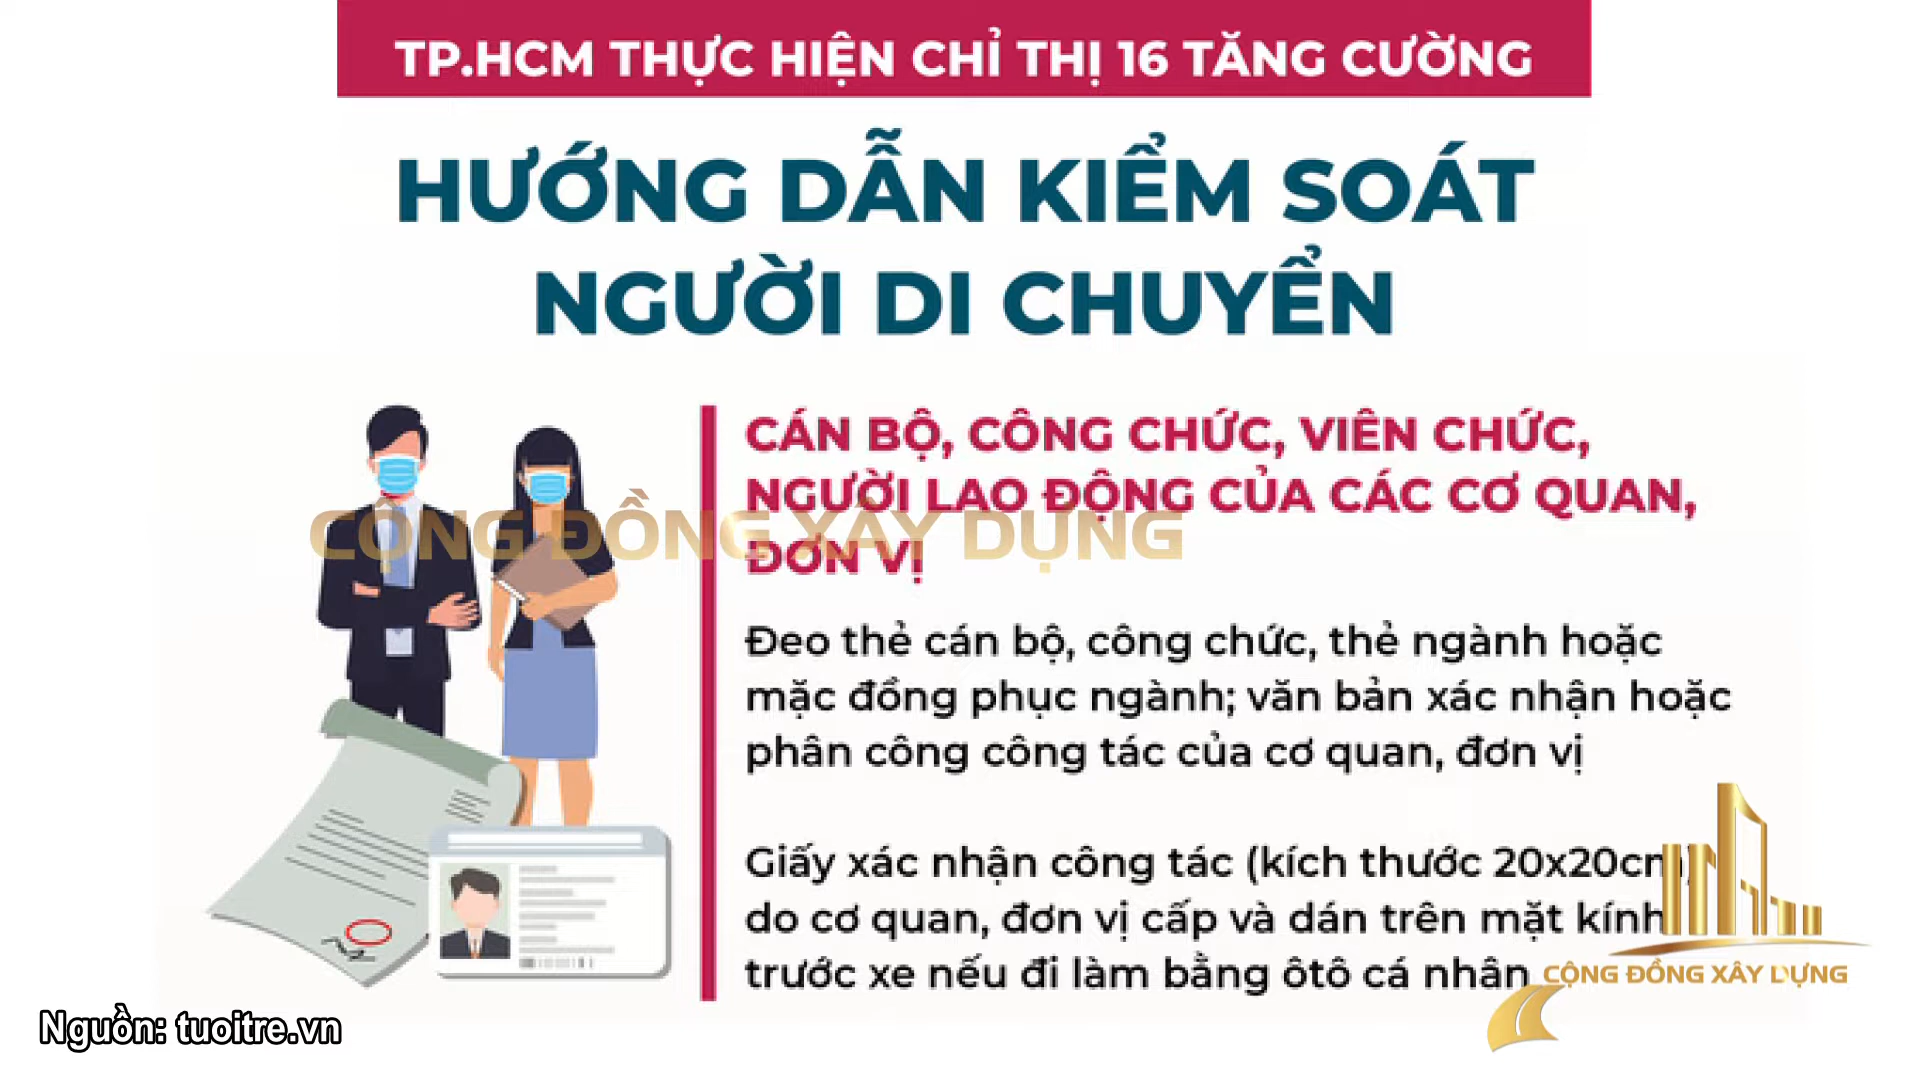 TP.HCM THỰC HIỆN CHỈ THỊ 16 TĂNG CƯỜNG
HƯỚNG DẪN KIỂM SOÁT
NGƯỜI DI CHUYỂN
CÁN BỘ, CÔNG CHỨC, VIÊN CHỨC,
NGƯỜI LAO ĐỘNG CỦA CÁC CƠ QUAN,
ĐƠN VỊ
CỘNG ĐỒNG XÂY DỰNG
Đeo thẻ cán bộ, công chức, thẻ ngành hoặc
mặc đồng phục ngành; văn bản xác nhận hoặc
phân công công tác của cơ quan, đơn vị
Giấy xác nhận công tác (kích thước 20x20cm)
do cơ quan, đơn vị cấp và dán trên mặt kính
trước xe nếu đi làm bằng ôtô cá nhân
CỘNG ĐỒNG XÂY DỰNG
Nguồn: tuoitre.vn